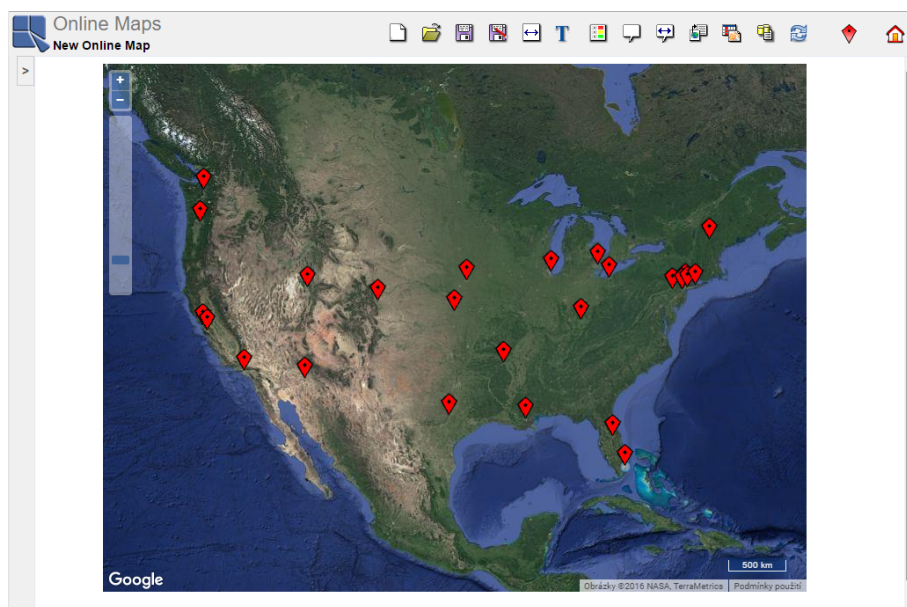 Online Maps
New Online Map
T
>
+
−
500 km
Google
Obrázky ©2016 NASA, TerraMetrics
Podmínky použití